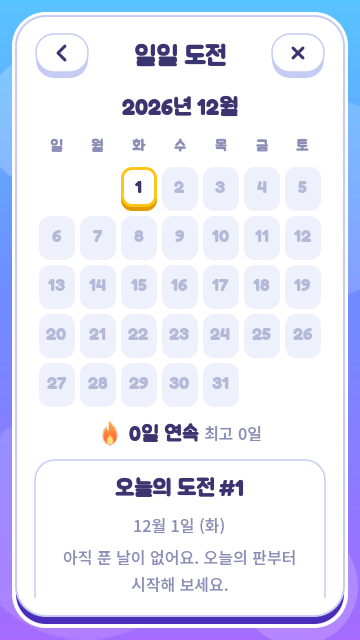 일일 도전
2026년 12월
일 월 화 수 목 금 토
1 2 3 4 5
6 7 8 9 10 11 12
13 14 15 16 17 18 19
20 21 22 23 24 25 26
27 28 29 30 31
0일 연속 최고 0일
오늘의 도전 #1
12월 1일 (화)
아직 푼 날이 없어요. 오늘의 판부터
시작해 보세요.